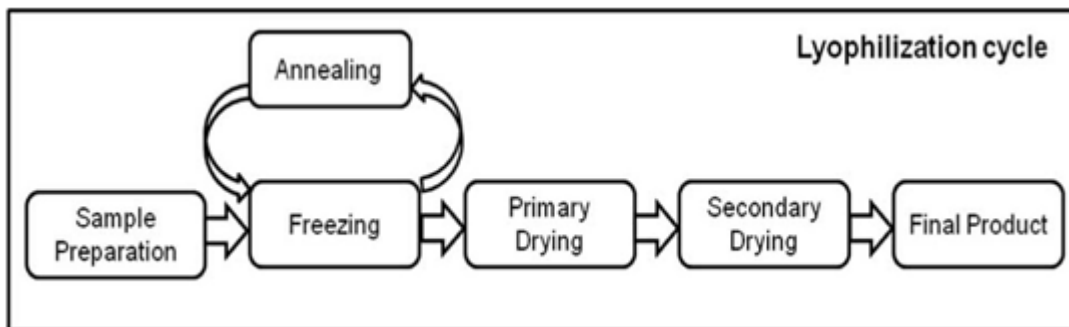 Lyophilization cycle
Annealing
Sample
Preparation
Freezing
Primary
Drying
Secondary
Drying
Final Product